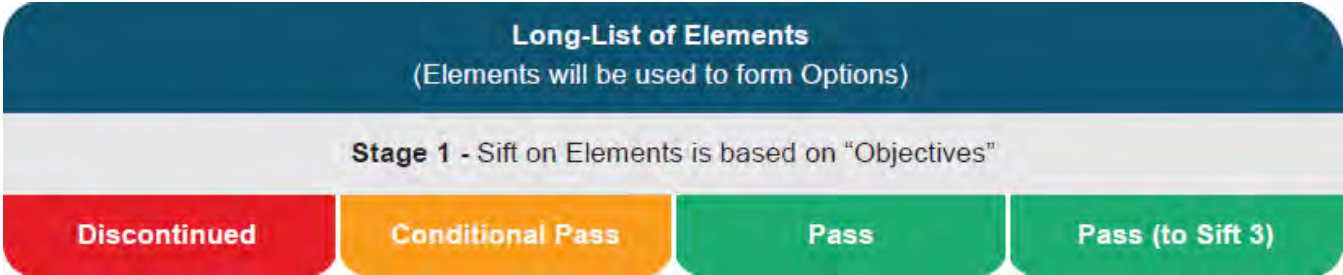 Long-List of Elements
(Elements will be used to form Options)
Stage 1 - Sift on Elements is based on “Objectives”
Discontinued
Conditional Pass
Pass
Pass (to Sift 3)